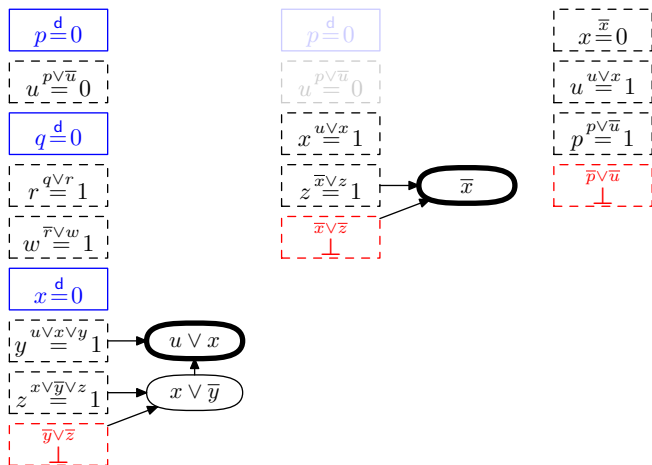 p =ᵈ 0
u =^{p∨u̅} 0
q =ᵈ 0
r =^{q∨r} 1
w =^{r̅∨w} 1
x =ᵈ 0
y =^{u∨x∨y} 1
u ∨ x
z =^{x∨y̅∨z} 1
x ∨ y̅
y̅∨z̅
⊥
p =ᵈ 0
u =^{p∨u̅} 0
x =^{u∨x} 1
z =^{x̅∨z} 1
x̅
x̅∨z̅
⊥
x =^{x̅} 0
u =^{u∨x} 1
p =^{p∨u̅} 1
p̅∨u̅
⊥